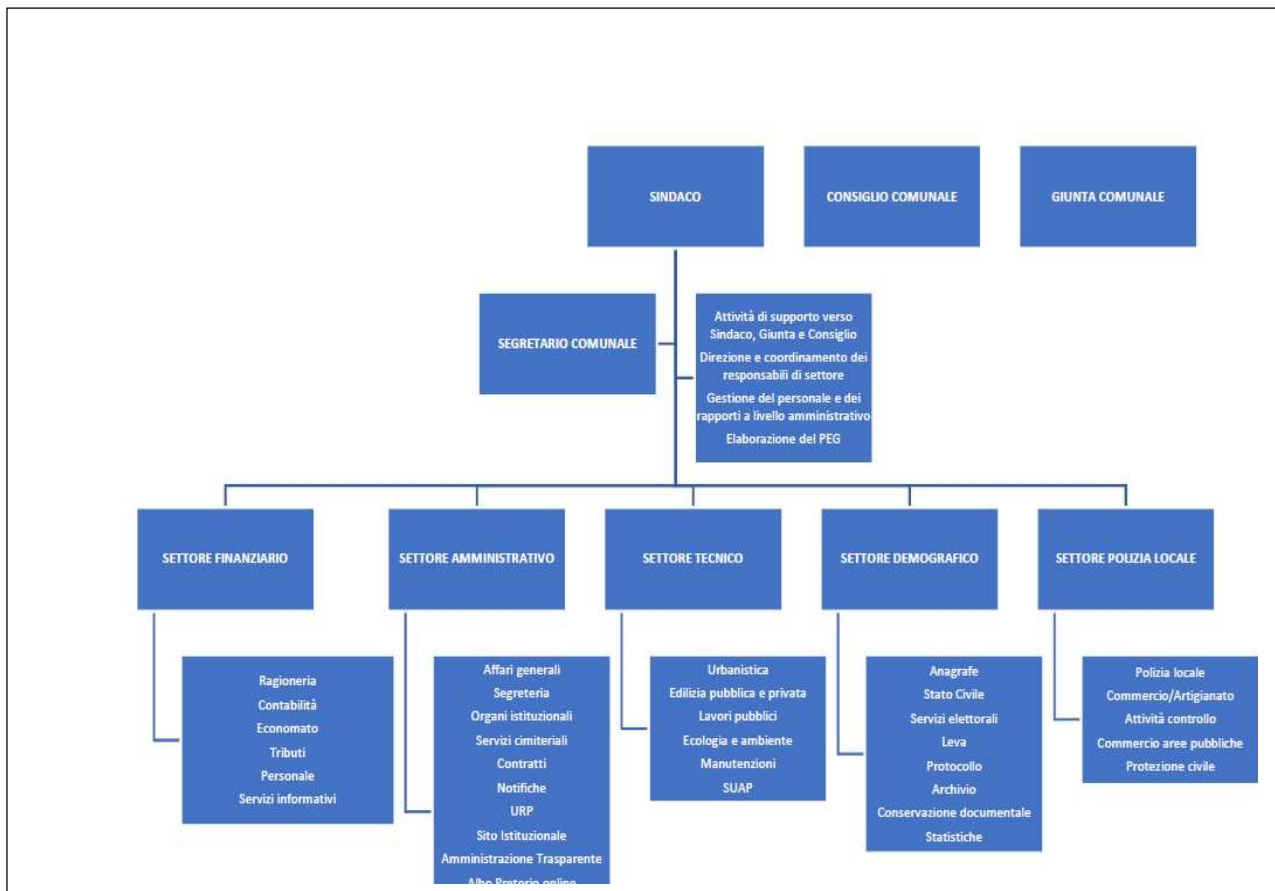 SINDACO
CONSIGLIO COMUNALE
GIUNTA COMUNALE
SEGRETARIO COMUNALE
Attività di supporto verso
Sindaco, Giunta e Consiglio
Direzione e coordinamento dei
responsabili di settore
Gestione del personale e dei
rapporti a livello amministrativo
Elaborazione del PEG
SETTORE FINANZIARIO
SETTORE AMMINISTRATIVO
SETTORE TECNICO
SETTORE DEMOGRAFICO
SETTORE POLIZIA LOCALE
Ragioneria
Contabilità
Economato
Tributi
Personale
Servizi informativi
Affari generali
Segreteria
Organi istituzionali
Servizi cimiteriali
Contratti
Notifiche
URP
Sito Istituzionale
Amministrazione Trasparente
Albo Pretorio online
Urbanistica
Edilizia pubblica e privata
Lavori pubblici
Ecologia e ambiente
Manutenzioni
SUAP
Anagrafe
Stato Civile
Servizi elettorali
Leva
Protocollo
Archivio
Conservazione documentale
Statistiche
Polizia locale
Commercio/Artigianato
Attività controllo
Commercio aree pubbliche
Protezione civile